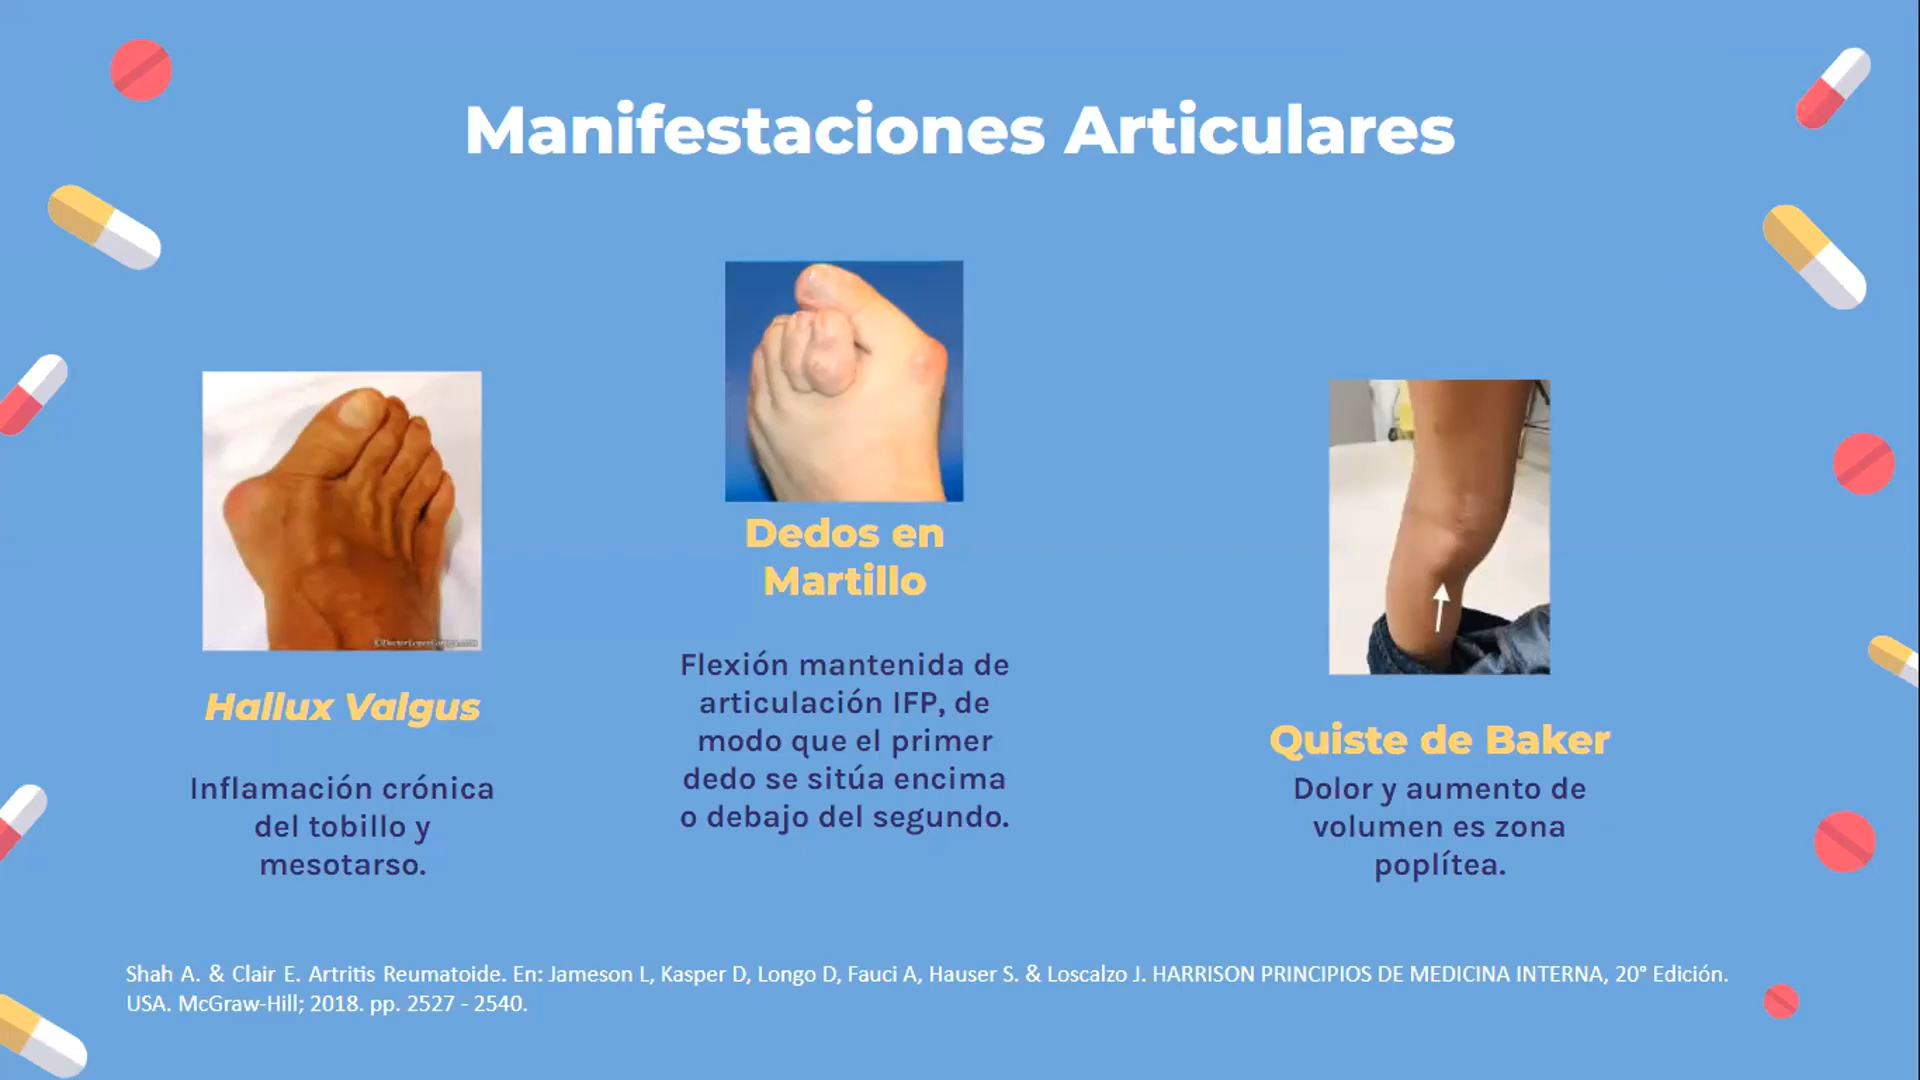 Manifestaciones Articulares
Hallux Valgus
Inflamación crónica
del tobillo y
mesotarso.
Dedos en
Martillo
Flexión mantenida de
articulación IFP, de
modo que el primer
dedo se sitúa encima
o debajo del segundo.
Quiste de Baker
Dolor y aumento de
volumen es zona
poplítea.
Shah A. & Clair E. Artritis Reumatoide. En: Jameson L, Kasper D, Longo D, Fauci A, Hauser S. & Loscalzo J. HARRISON PRINCIPIOS DE MEDICINA INTERNA, 20° Edición.
USA. McGraw-Hill; 2018. pp. 2527 - 2540.